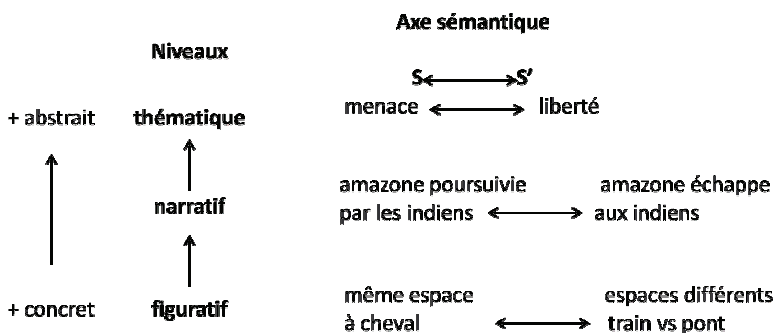 Axe sémantique
Niveaux
S S'
+ abstrait thématique menace liberté
amazone poursuivie amazone échappe
narratif
par les indiens aux indiens
même espace espaces différents
+ concret figuratif
à cheval train vs pont